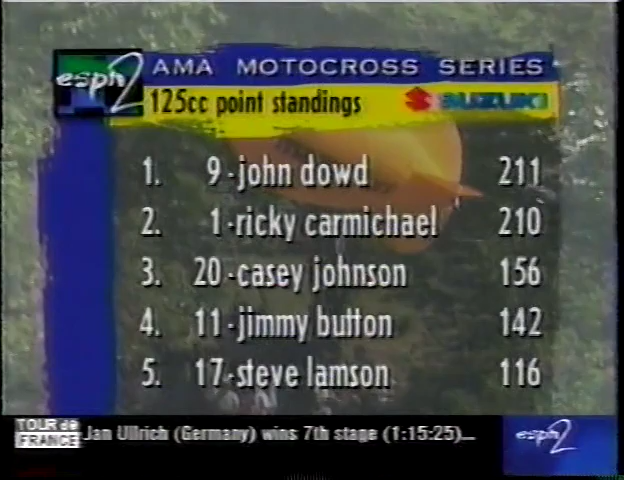 espn2
AMA MOTOCROSS SERIES
125cc point standings SUZUKI
1. 9-john dowd 211
2. 1-ricky carmichael 210
3. 20-casey johnson 156
4. 11-jimmy button 142
5. 17-steve lamson 116
TOUR de FRANCE
Jan Ullrich (Germany) wins 7th stage (1:15:25)...
espn2